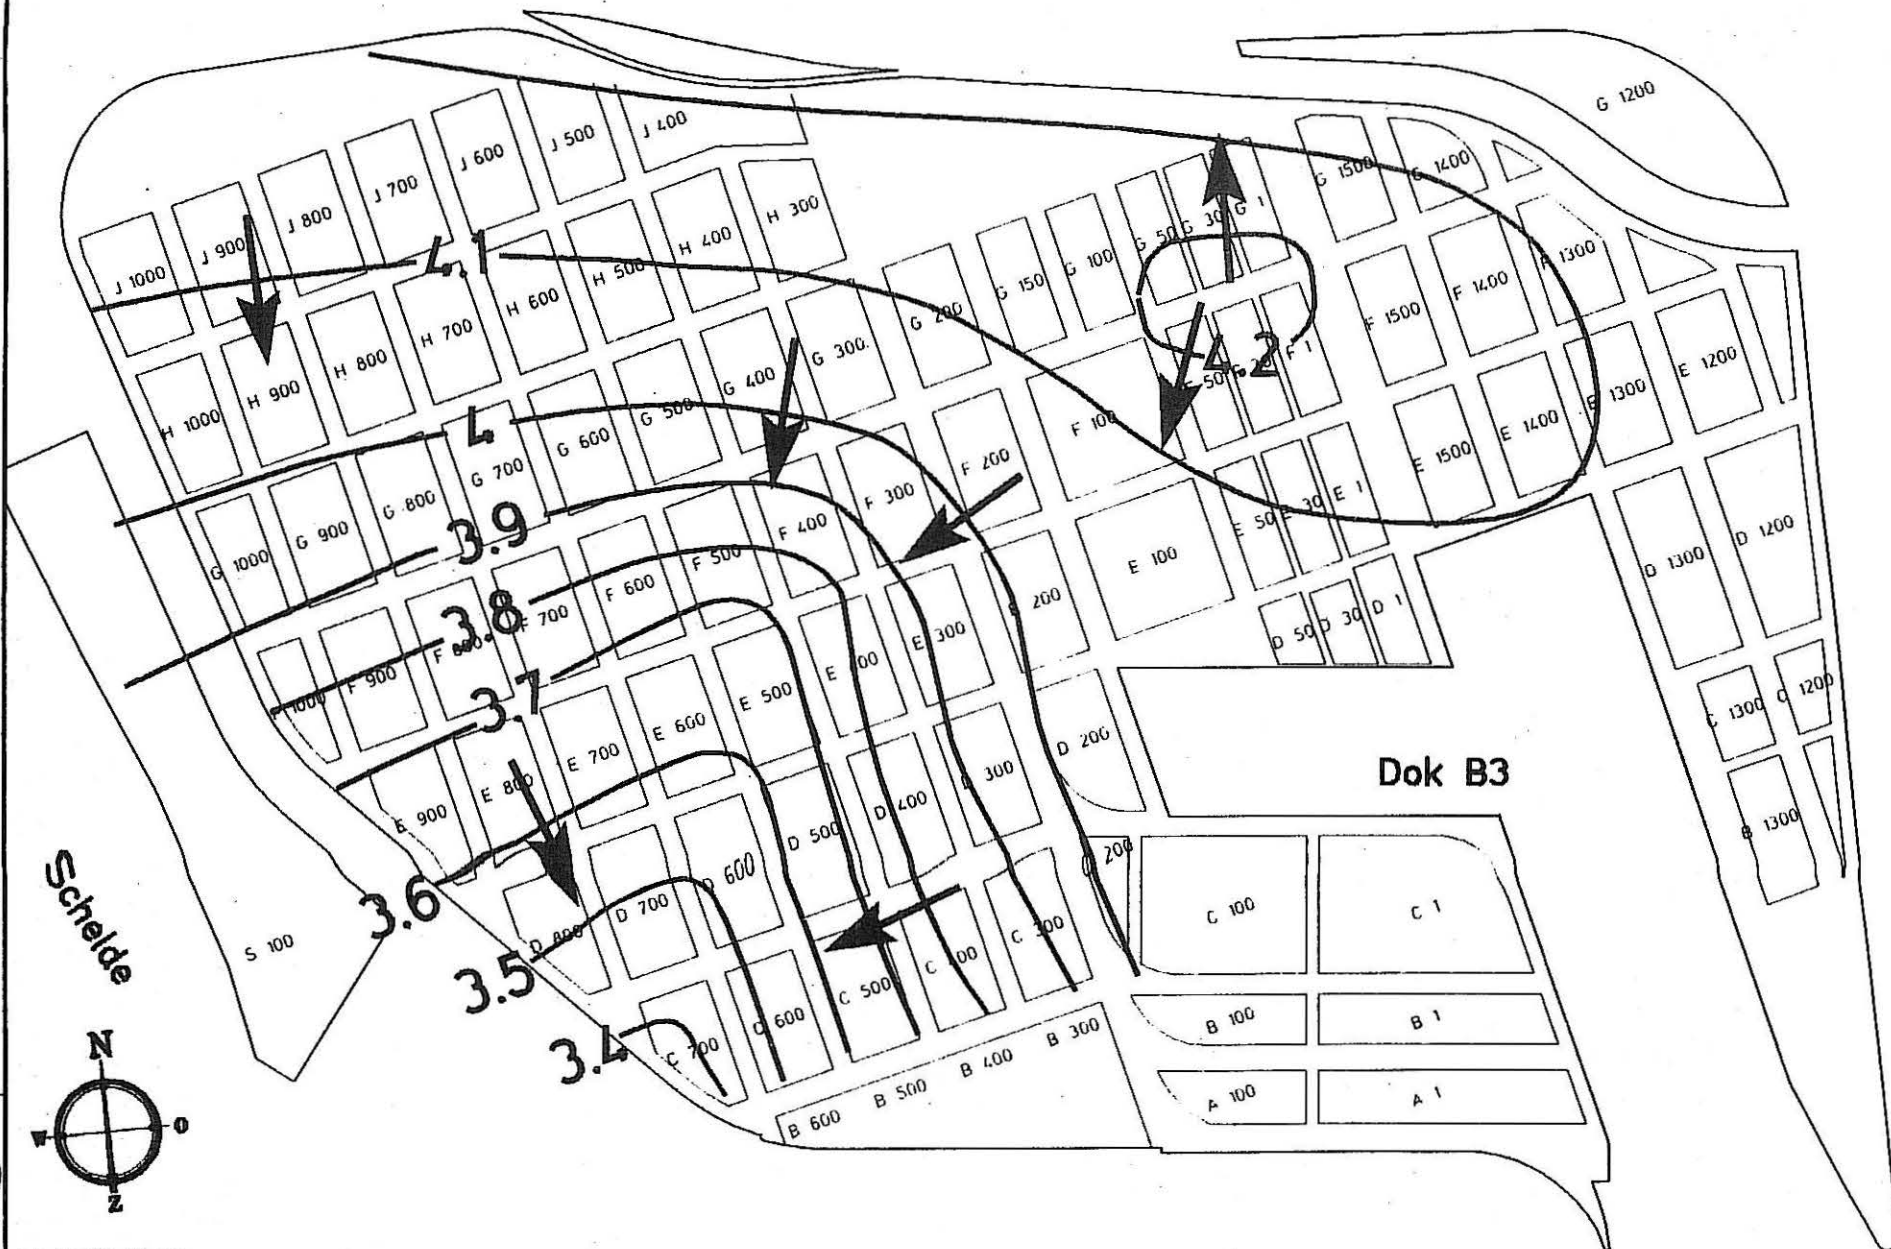 G 1200
J 400
J 500
J 600
J 700
J 800
J 900
J 1000
G 1500
G 1400
H 300
H 400
H 500
H 600
H 700
H 800
H 900
H 1000
4.1
G 1
G 30
G 50
G 100
G 150
G 200
G 300
G 400
G 500
G 600
G 700
G 800
G 900
G 1000
4
4.2
F 1300
F 1400
F 1500
F 1
F 50
F 100
F 200
F 300
F 400
F 500
F 600
F 700
F 900
3.9
3.8
3.7
E 1200
E 1300
E 1400
E 1500
E 1
E 30
E 50
E 100
200
E 300
E 500
E 600
E 700
E 800
E 900
D 1200
D 1300
D 1
D 30
D 50
D 200
300
D 400
D 500
D 600
D 700
D 800
Dok B3
3.6
3.5
3.4
C 1200
C 1300
B 1300
200
C 100
C 1
C 300
C 500
C 600
C 700
B 100
B 1
B 300
B 400
B 500
B 600
A 100
A 1
Schelde
S 100
N
W
O
Z